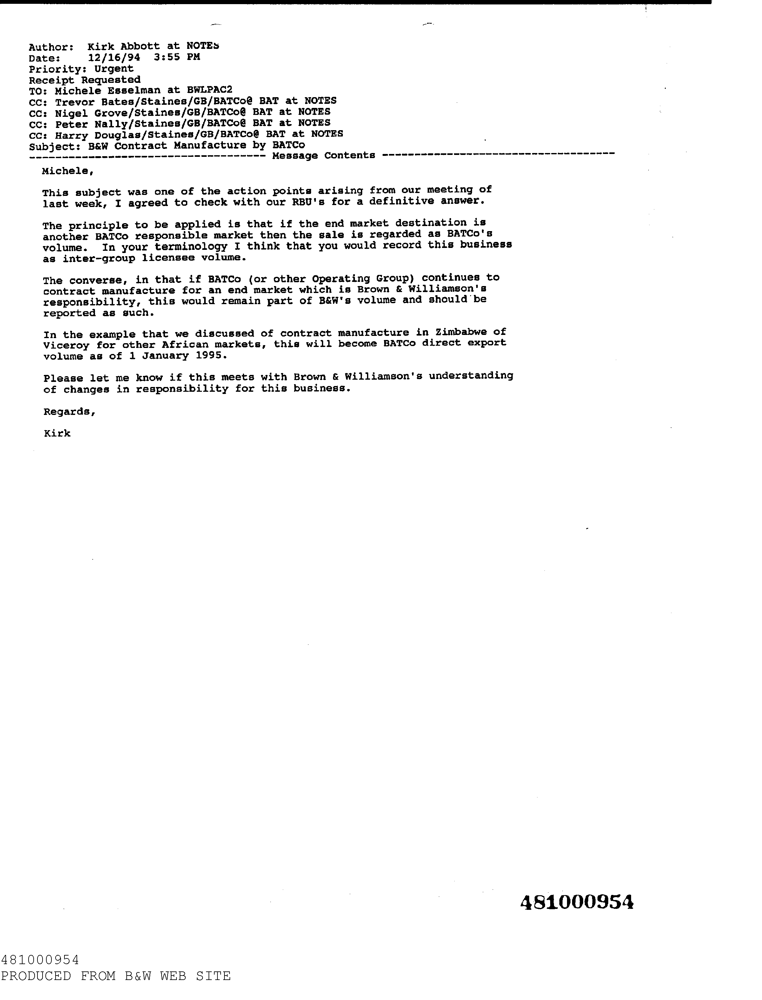 Author: Kirk Abbott at NOTES
Date: 12/16/94 3:55 PM
Priority: Urgent
Receipt Requested
TO: Michele Esselman at BWLPAC2
CC: Trevor Bates/Staines/GB/BATCo@ BAT at NOTES
CC: Nigel Grove/Staines/GB/BATCo@ BAT at NOTES
CC: Peter Nally/Staines/GB/BATCo@ BAT at NOTES
CC: Harry Douglas/Staines/GB/BATCo@ BAT at NOTES
Subject: B&W Contract Manufacture by BATCo
------------------------------------ Message Contents ------------------------------------
Michele,
This subject was one of the action points arising from our meeting of
last week, I agreed to check with our RBU's for a definitive answer.
The principle to be applied is that if the end market destination is
another BATCo responsible market then the sale is regarded as BATCo's
volume. In your terminology I think that you would record this business
as inter-group licensee volume.
The converse, in that if BATCo (or other Operating Group) continues to
contract manufacture for an end market which is Brown & Williamson's
responsibility, this would remain part of B&W's volume and should be
reported as such.
In the example that we discussed of contract manufacture in Zimbabwe of
Viceroy for other African markets, this will become BATCo direct export
volume as of 1 January 1995.
Please let me know if this meets with Brown & Williamson's understanding
of changes in responsibility for this business.
Regards,
Kirk
481000954
481000954
PRODUCED FROM B&W WEB SITE